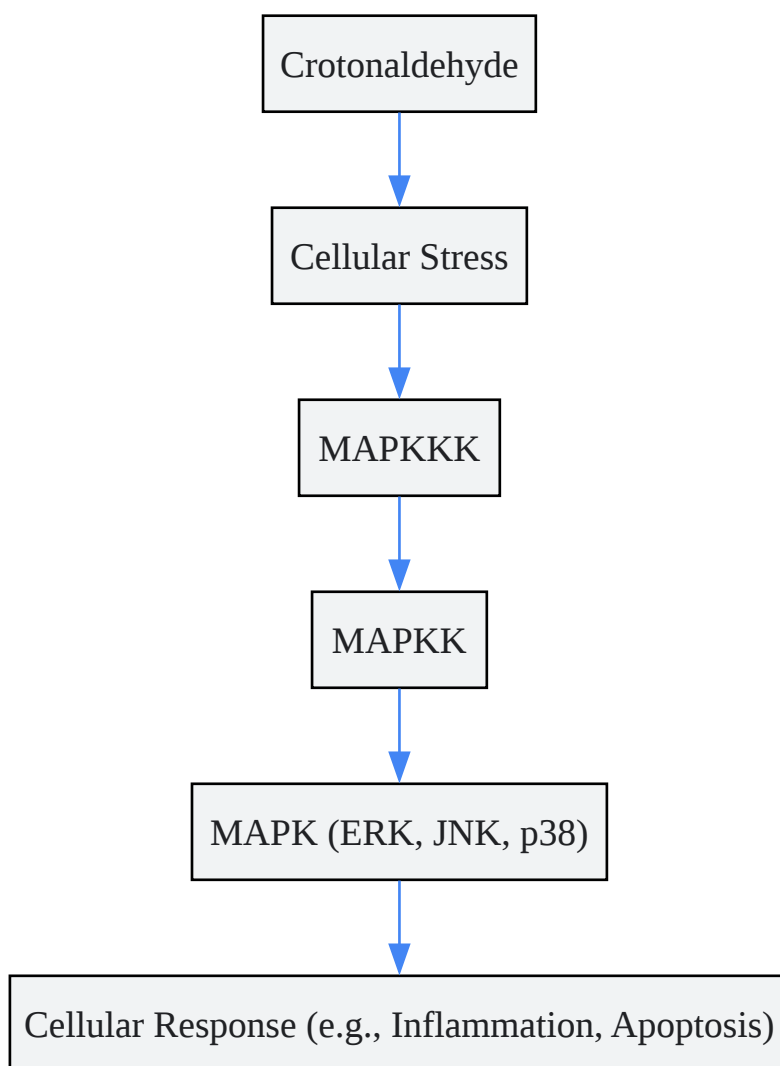 Crotonaldehyde
Cellular Stress
MAPKKK
MAPKK
MAPK (ERK, JNK, p38)
Cellular Response (e.g., Inflammation, Apoptosis)